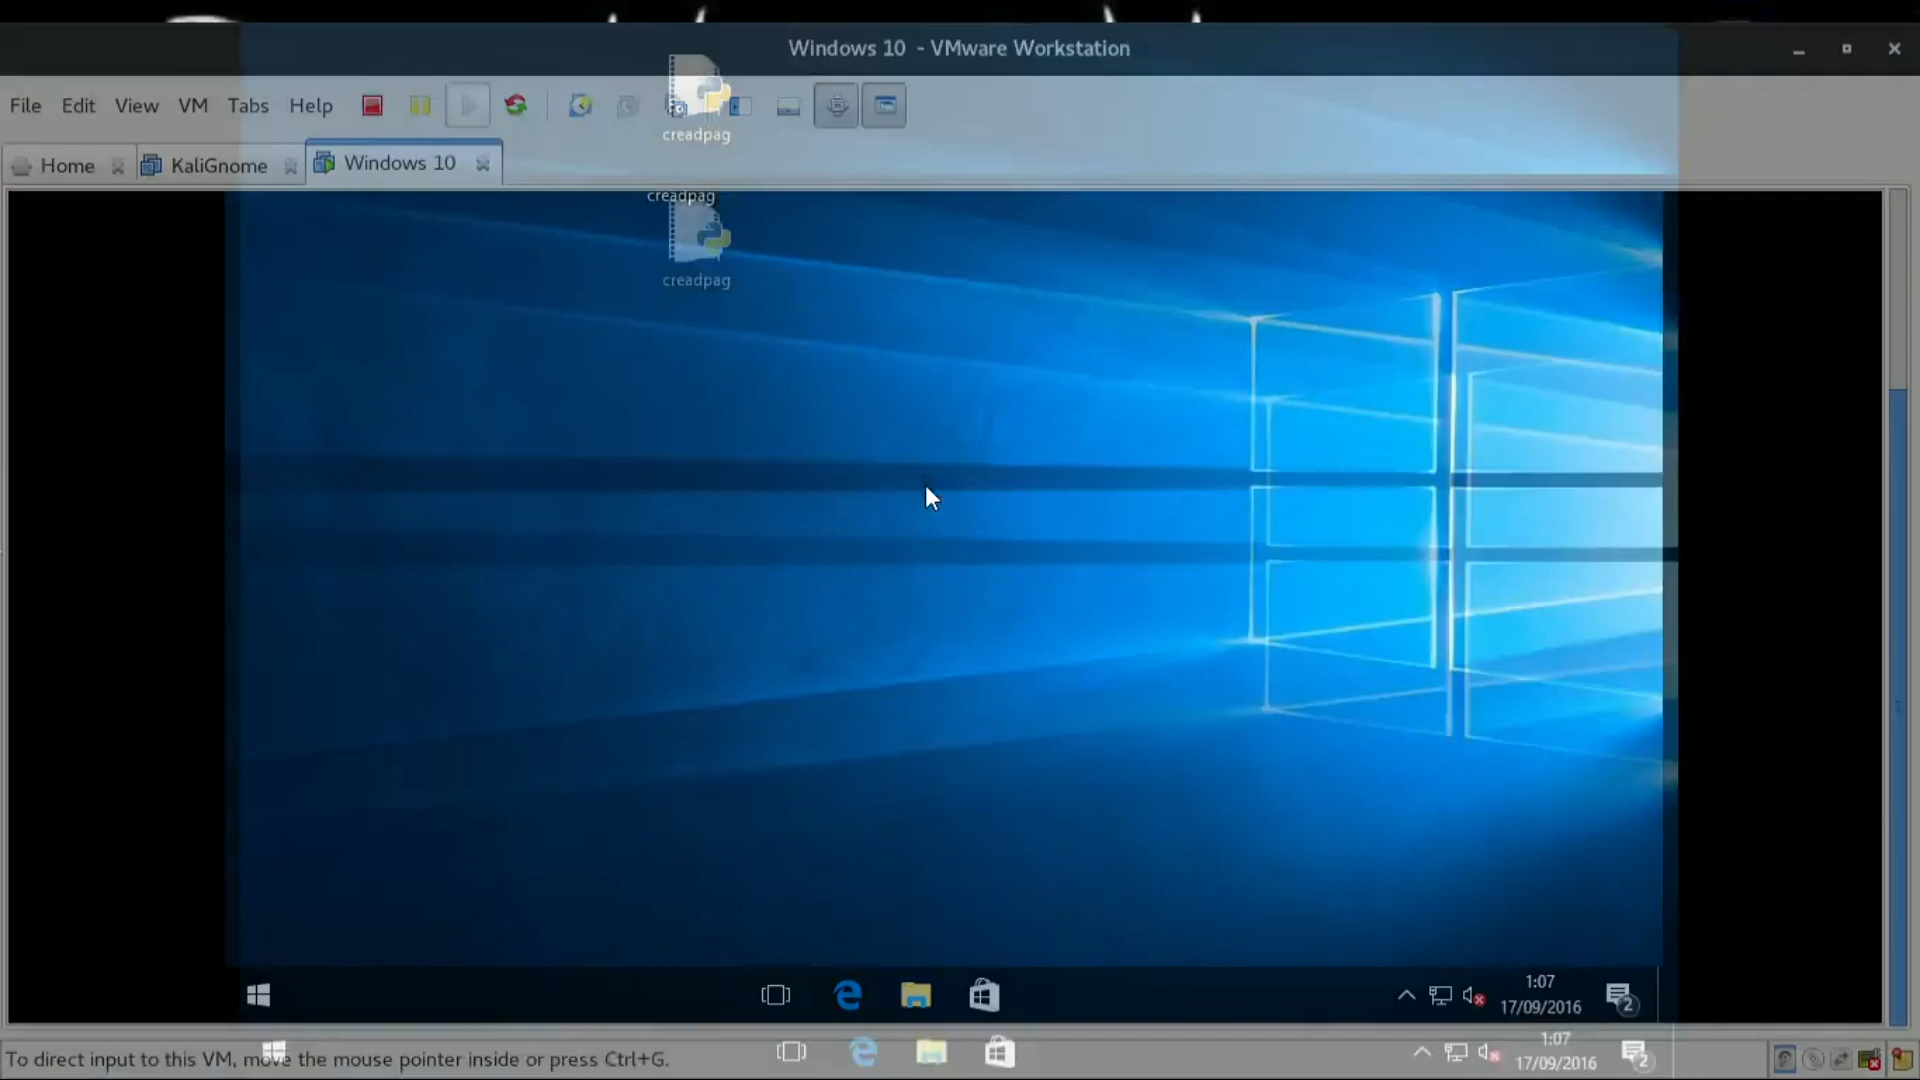 Windows 10 - VMware Workstation
File Edit View VM Tabs Help
creadpag
Home KaliGnome Windows 10
creadpag
creadpag
1:07
17/09/2016
2
To direct input to this VM, move the mouse pointer inside or press Ctrl+G.
1:07
17/09/2016
2